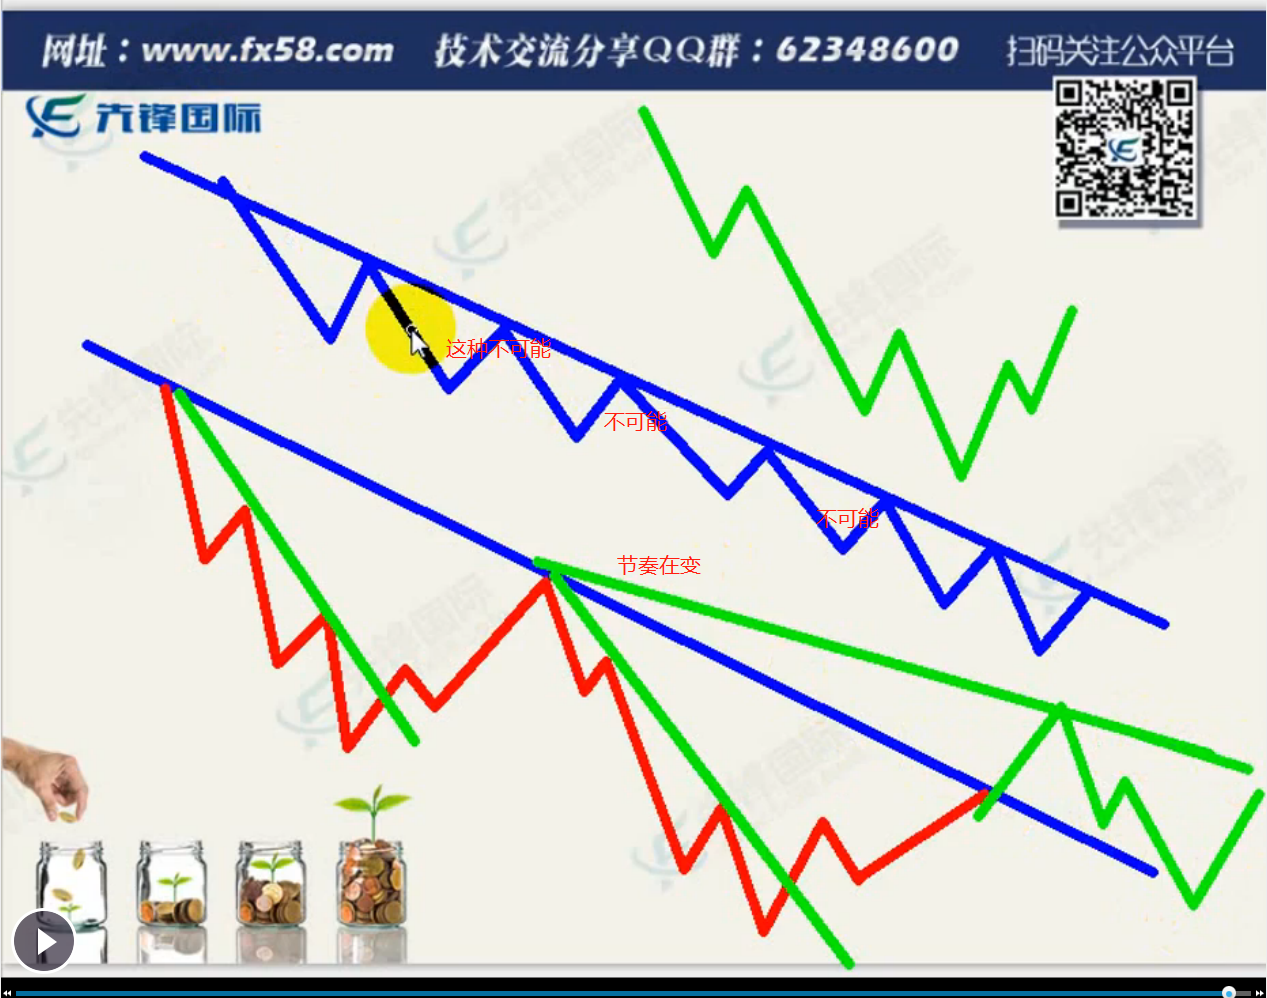 网址：www.fx58.com 技术交流分享QQ群：62348600 扫码关注公众平台
先锋国际
这种不可能
不可能
不可能
节奏在变